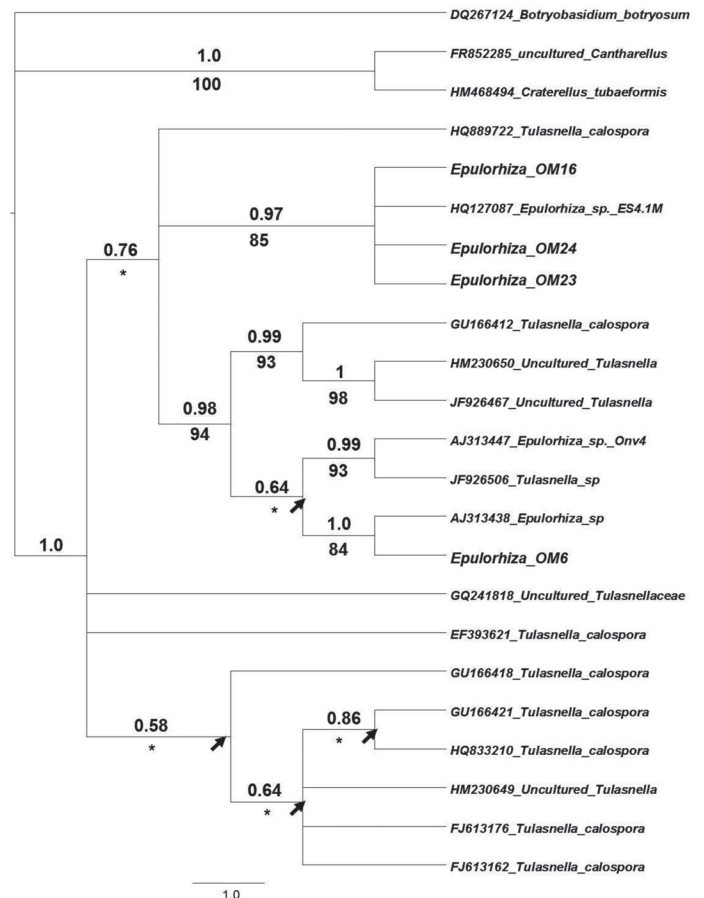 DQ267124_Botryobasidium_botryosum
FR852285_uncultured_Cantharellus
1.0
100
HM468494_Craterellus_tubaeformis
HQ889722_Tulasnella_calospora
Epulorhiza_OM16
HQ127087_Epulorhiza_sp._ES4.1M
0.97
85
Epulorhiza_OM24
0.76
*
Epulorhiza_OM23
GU166412_Tulasnella_calospora
0.99
93
HM230650_Uncultured_Tulasnella
1
98
JF926467_Uncultured_Tulasnella
0.98
94
AJ313447_Epulorhiza_sp._Onv4
0.99
93
JF926506_Tulasnella_sp
0.64
*
AJ313438_Epulorhiza_sp
1.0
84
Epulorhiza_OM6
1.0
GQ241818_Uncultured_Tulasnellaceae
EF393621_Tulasnella_calospora
GU166418_Tulasnella_calospora
GU166421_Tulasnella_calospora
0.86
*
0.58
*
HQ833210_Tulasnella_calospora
HM230649_Uncultured_Tulasnella
0.64
*
FJ613176_Tulasnella_calospora
FJ613162_Tulasnella_calospora
1.0